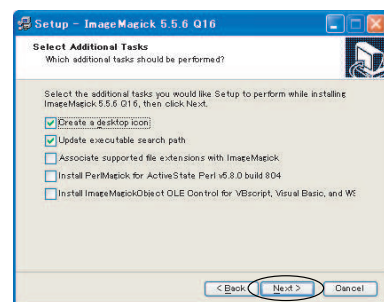 Setup - ImageMagick 5.5.6 Q16
Select Additional Tasks
Which additional tasks should be performed?
Select the additional tasks you would like Setup to perform while installing
ImageMagick 5.5.6 Q16, then click Next.
Create a desktop icon
Update executable search path
Associate supported file extensions with ImageMagick
Install PerlMagick for ActiveState Perl v5.8.0 build 804
Install ImageMagickObject OLE Control for VBscript, Visual Basic, and WS
< Back Next > Cancel